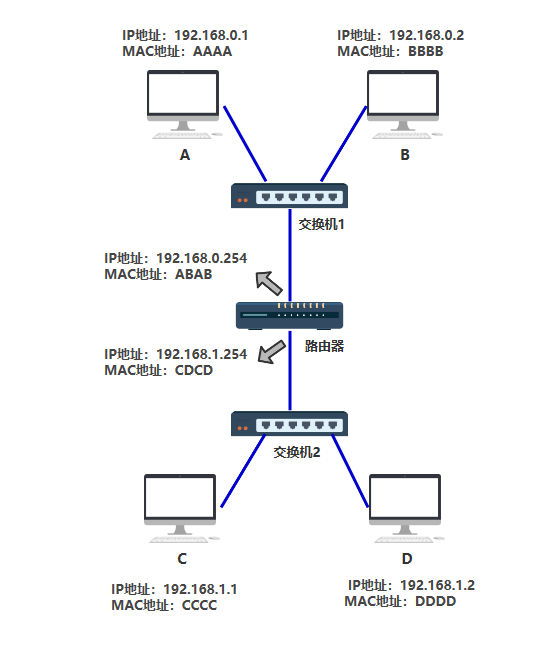 IP地址：192.168.0.1
MAC地址：AAAA
IP地址：192.168.0.2
MAC地址：BBBB
A
B
交换机1
IP地址：192.168.0.254
MAC地址：ABAB
路由器
IP地址：192.168.1.254
MAC地址：CDCD
交换机2
C
D
IP地址：192.168.1.1
MAC地址：CCCC
IP地址：192.168.1.2
MAC地址：DDDD